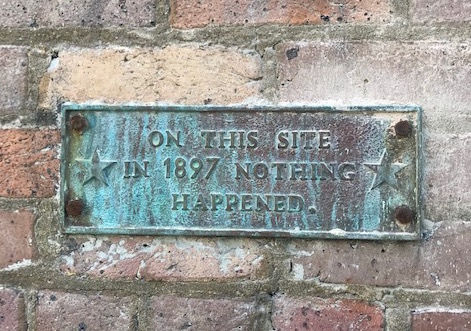 ON THIS SITE
IN 1897 NOTHING
HAPPENED.